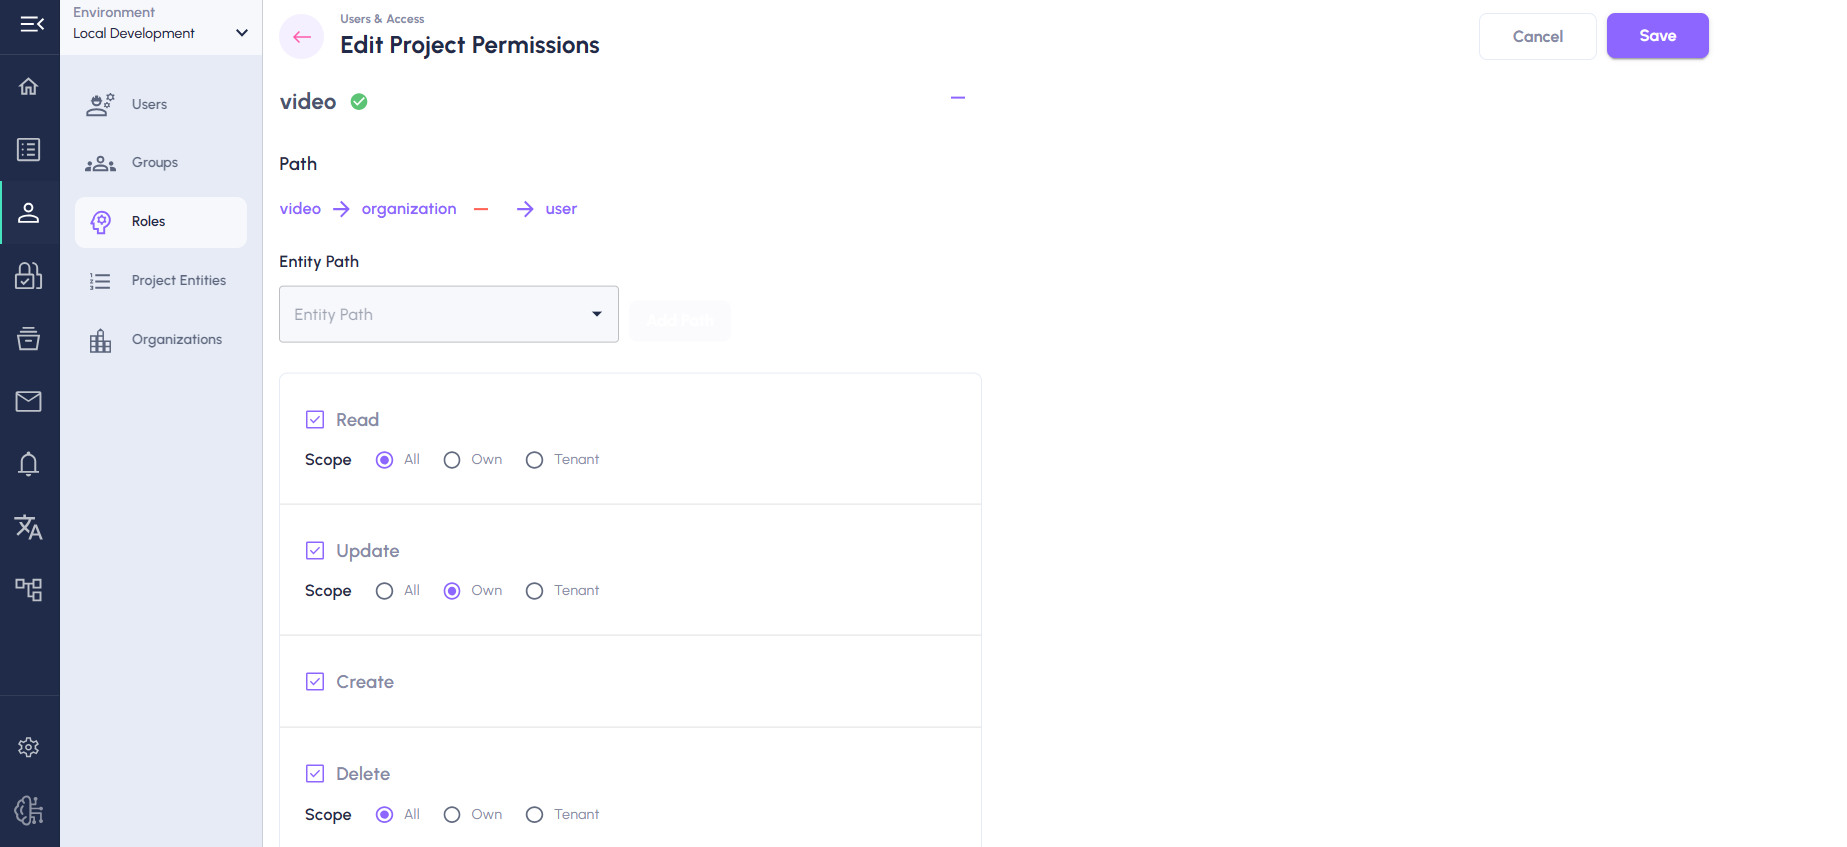 Environment
Local Development
Users
Groups
Roles
Project Entities
Organizations
Users & Access
Edit Project Permissions
Cancel
Save
video
Path
video organization user
Entity Path
Entity Path
Add Path
Read
Scope All Own Tenant
Update
Scope All Own Tenant
Create
Delete
Scope All Own Tenant